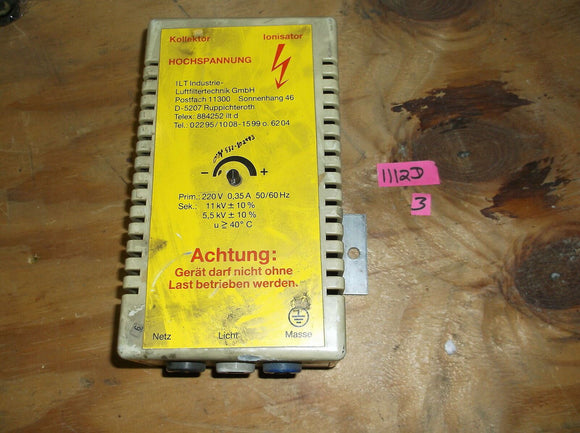 Kollektor Ionisator
HOCHSPANNUNG
ILT Industrie-
Luftfiltertechnik GmbH
Postfach 11300 Sonnenhang 46
D-5207 Ruppichteroth
Telex: 884252 ilt d
Tel.: 02295/1008-1599 o. 6204
- +
Prim.: 220 V 0,35 A 50/60 Hz
Sek.: 11 kV ± 10 %
5,5 kV ± 10 %
u ≥ 40° C
Achtung:
Gerät darf nicht ohne
Last betrieben werden.
Netz Licht Masse
1112D
3